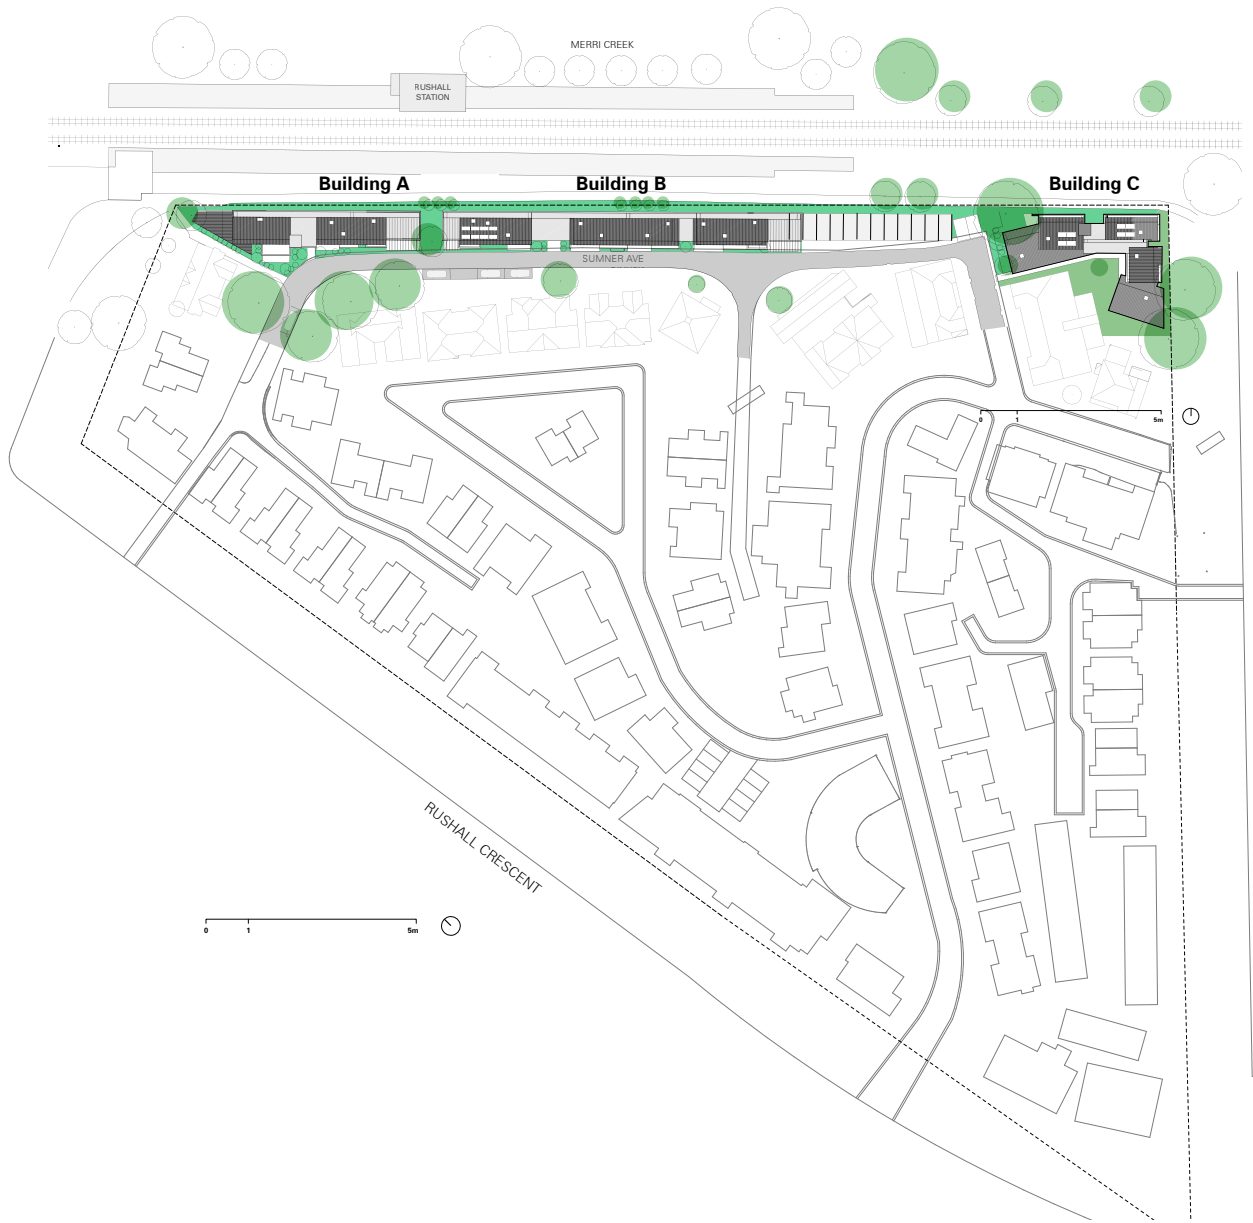 MERRI CREEK
RUSHALL
STATION
Building A
Building B
Building C
SUMNER AVE
0 1 5m
RUSHALL CRESCENT
0 1 5m